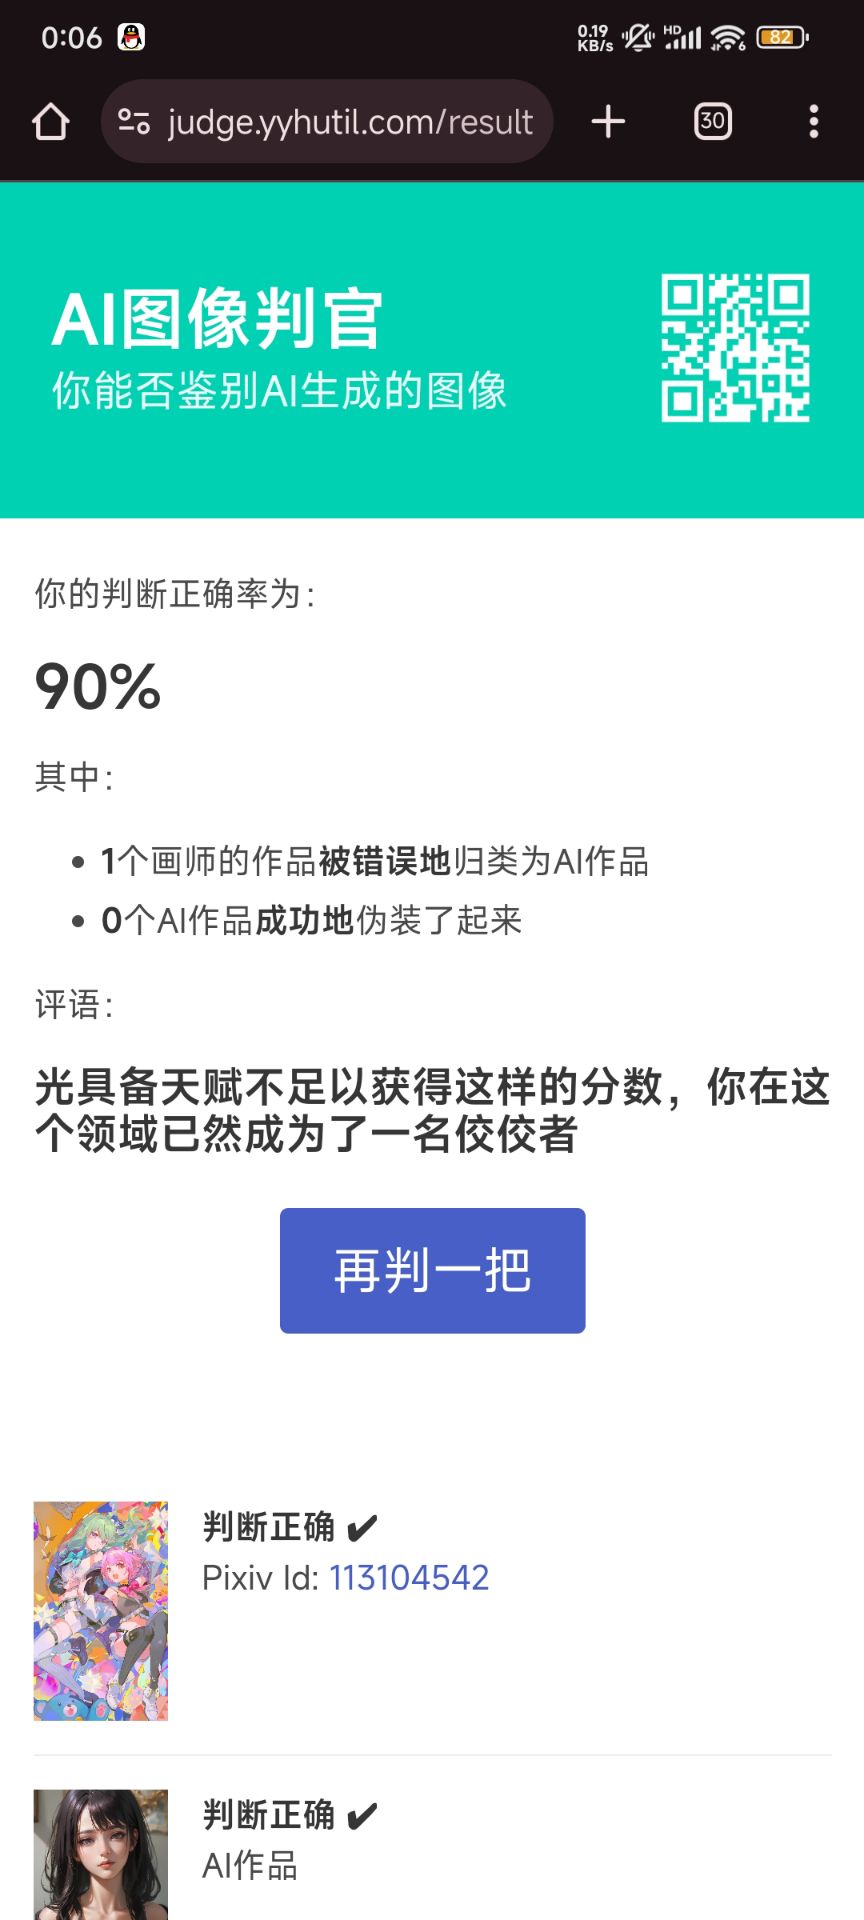 0:06
0.19
KB/s
HD
6
82
judge.yyhutil.com/result
30
AI图像判官
你能否鉴别AI生成的图像
你的判断正确率为:
90%
其中:
1个画师的作品被错误地归类为AI作品
0个AI作品成功地伪装了起来
评语:
光具备天赋不足以获得这样的分数，你在这
个领域已然成为了一名佼佼者
再判一把
判断正确 ✔
Pixiv Id: 113104542
判断正确 ✔
AI作品